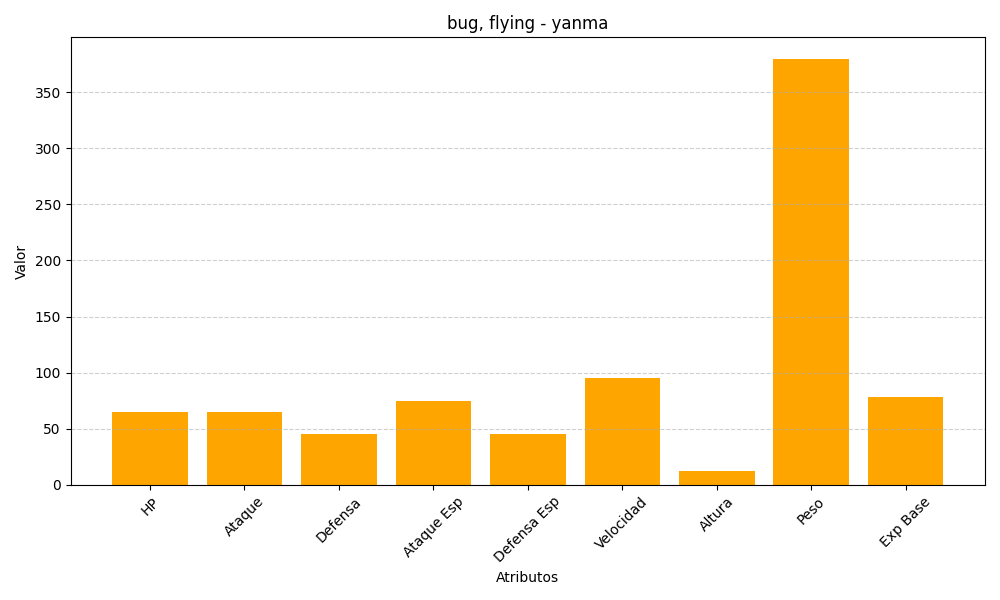 bug, flying - yanma
Valor
350
300
250
200
150
100
50
0
HP
Ataque
Defensa
Ataque Esp
Defensa Esp
Velocidad
Altura
Peso
Exp Base
Atributos